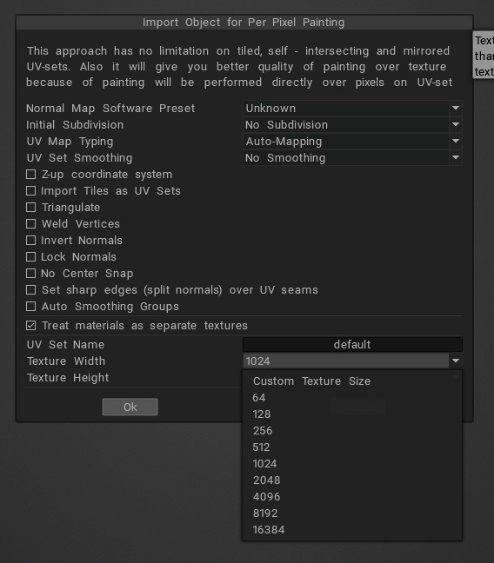 Import Object for Per Pixel Painting
This approach has no limitation on tiled, self - intersecting and mirrored
UV-sets. Also it will give you better quality of painting over texture
because of painting will be performed directly over pixels on UV-set
Normal Map Software Preset Unknown
Initial Subdivision No Subdivision
UV Map Typing Auto-Mapping
UV Set Smoothing No Smoothing
Z-up coordinate system
Import Tiles as UV Sets
Triangulate
Weld Vertices
Invert Normals
Lock Normals
No Center Snap
Set sharp edges (split normals) over UV seams
Auto Smoothing Groups
Treat materials as separate textures
UV Set Name default
Texture Width 1024
Texture Height
Ok
Custom Texture Size
64
128
256
512
1024
2048
4096
8192
16384